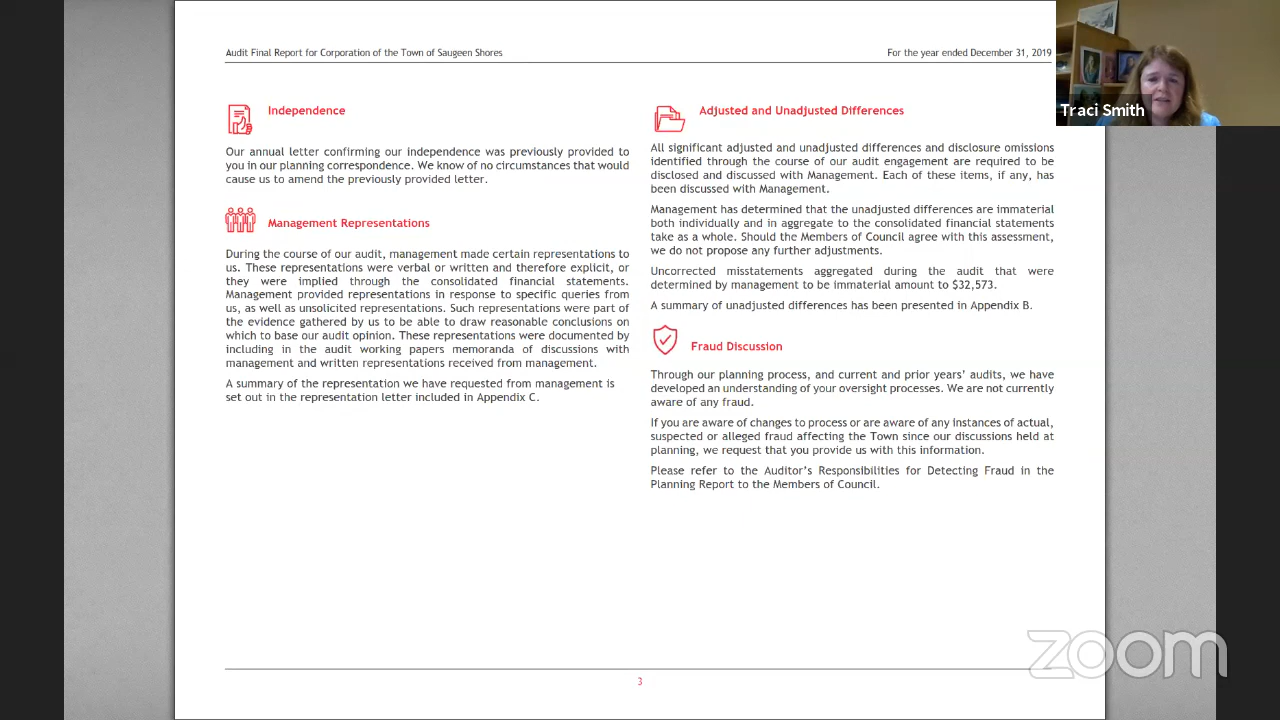 Audit Final Report for Corporation of the Town of Saugeen Shores
For the year ended December 31, 2019
Independence
Our annual letter confirming our independence was previously provided to
you in our planning correspondence. We know of no circumstances that would
cause us to amend the previously provided letter.
Management Representations
During the course of our audit, management made certain representations to
us. These representations were verbal or written and therefore explicit, or
they were implied through the consolidated financial statements.
Management provided representations in response to specific queries from
us, as well as unsolicited representations. Such representations were part of
the evidence gathered by us to be able to draw reasonable conclusions on
which to base our audit opinion. These representations were documented by
including in the audit working papers memoranda of discussions with
management and written representations received from management.
A summary of the representation we have requested from management is
set out in the representation letter included in Appendix C.
Adjusted and Unadjusted Differences
All significant adjusted and unadjusted differences and disclosure omissions
identified through the course of our audit engagement are required to be
disclosed and discussed with Management. Each of these items, if any, has
been discussed with Management.
Management has determined that the unadjusted differences are immaterial
both individually and in aggregate to the consolidated financial statements
take as a whole. Should the Members of Council agree with this assessment,
we do not propose any further adjustments.
Uncorrected misstatements aggregated during the audit that were
determined by management to be immaterial amount to $32,573.
A summary of unadjusted differences has been presented in Appendix B.
Fraud Discussion
Through our planning process, and current and prior years' audits, we have
developed an understanding of your oversight processes. We are not currently
aware of any fraud.
If you are aware of changes to process or are aware of any instances of actual,
suspected or alleged fraud affecting the Town since our discussions held at
planning, we request that you provide us with this information.
Please refer to the Auditor's Responsibilities for Detecting Fraud in the
Planning Report to the Members of Council.
3
Traci Smith
zoom